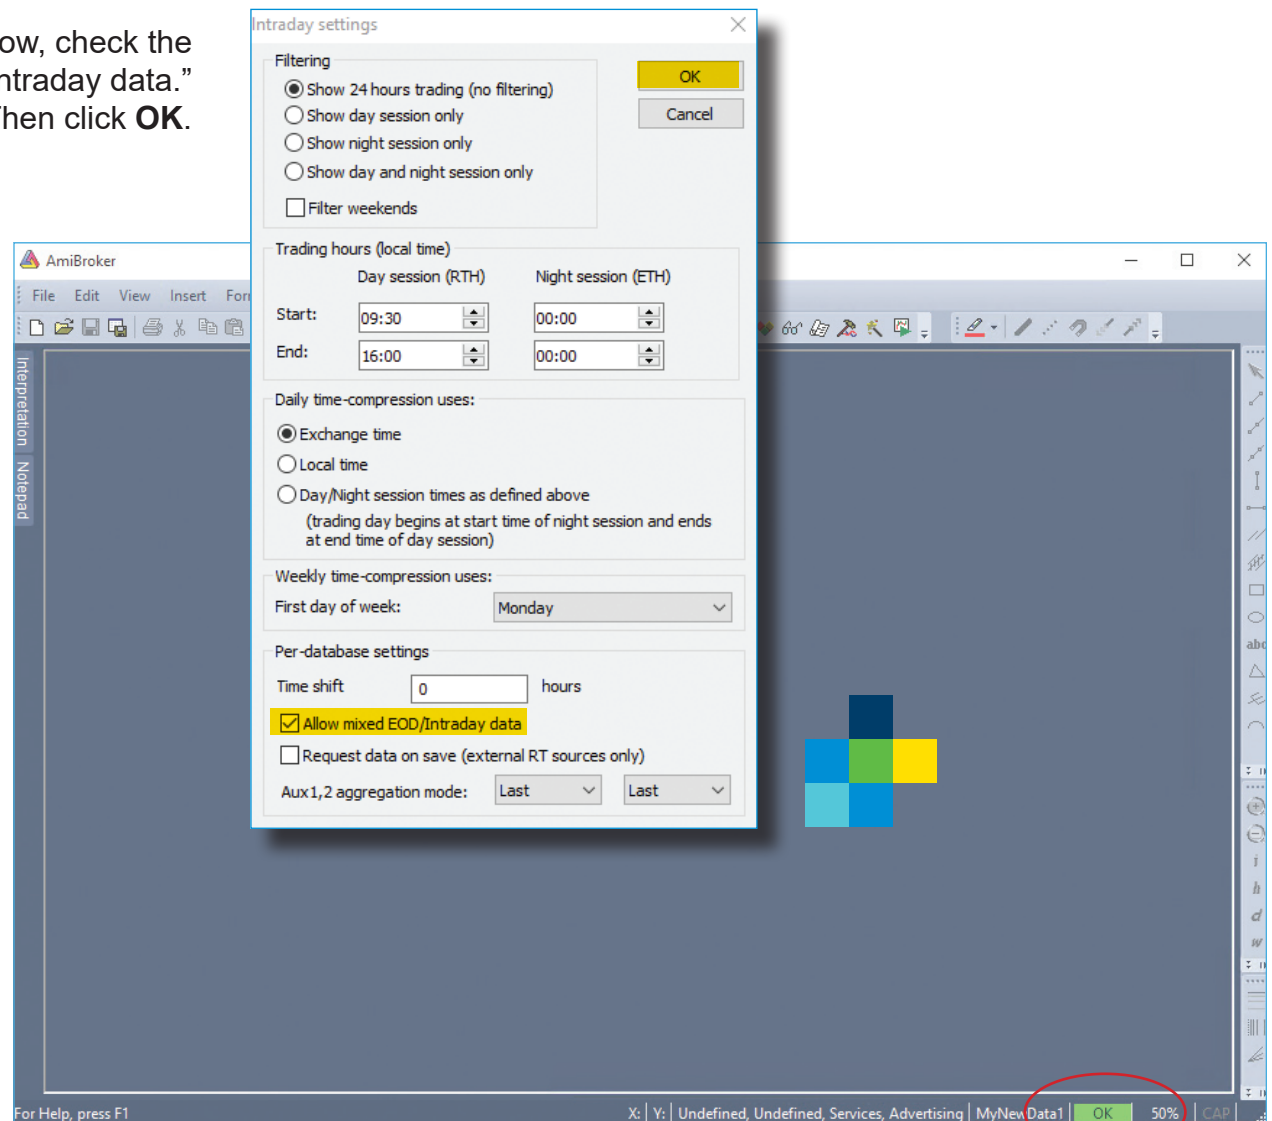 ow, check the
ntraday data.”
Then click OK.
Intraday settings
Filtering
Show 24 hours trading (no filtering)
Show day session only
Show night session only
Show day and night session only
Filter weekends
OK
Cancel
Trading hours (local time)
Day session (RTH) Night session (ETH)
Start: 09:30 00:00
End: 16:00 00:00
Daily time-compression uses:
Exchange time
Local time
Day/Night session times as defined above
(trading day begins at start time of night session and ends
at end time of day session)
Weekly time-compression uses:
First day of week: Monday
Per-database settings
Time shift 0 hours
Allow mixed EOD/Intraday data
Request data on save (external RT sources only)
Aux1,2 aggregation mode: Last Last
AmiBroker
File Edit View Insert For
Interpretation
Notepad
abc
i
h
d
w
For Help, press F1 X: Y: Undefined, Undefined, Services, Advertising MyNewData1 OK 50% CAP